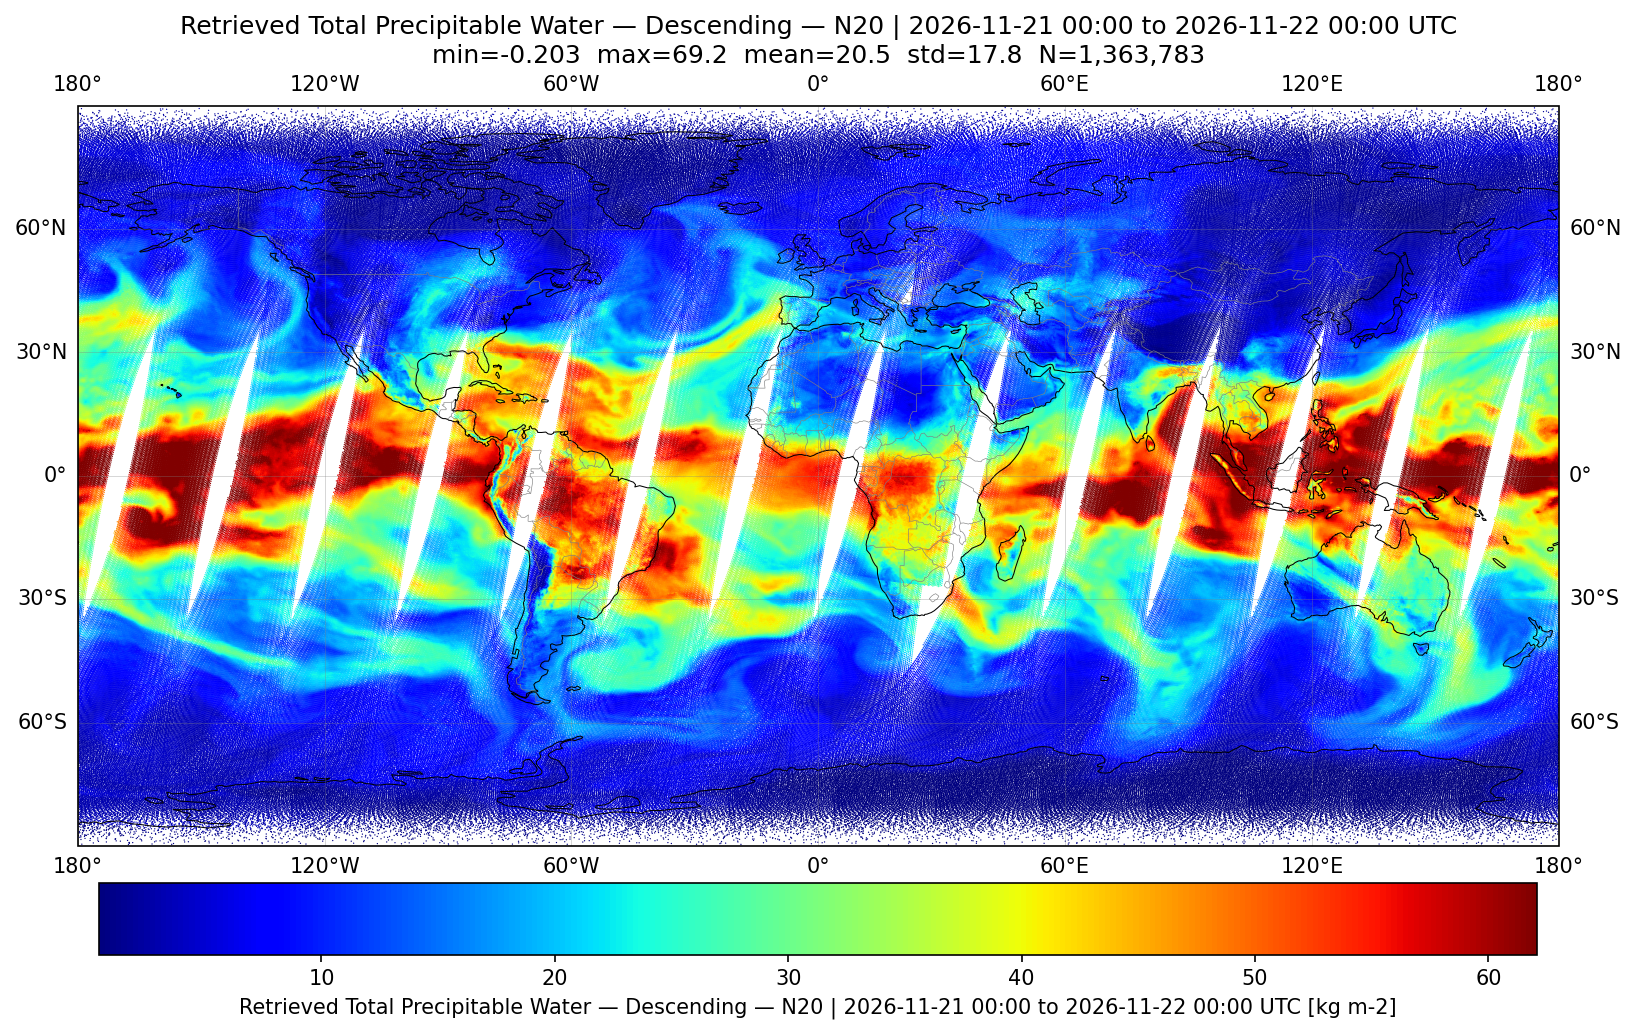 Retrieved Total Precipitable Water — Descending — N20 | 2026-11-21 00:00 to 2026-11-22 00:00 UTC
min=-0.203 max=69.2 mean=20.5 std=17.8 N=1,363,783
180° 120°W 60°W 0° 60°E 120°E 180°
60°N 60°N
30°N 30°N
0° 0°
30°S 30°S
60°S 60°S
180° 120°W 60°W 0° 60°E 120°E 180°
10 20 30 40 50 60
Retrieved Total Precipitable Water — Descending — N20 | 2026-11-21 00:00 to 2026-11-22 00:00 UTC [kg m-2]